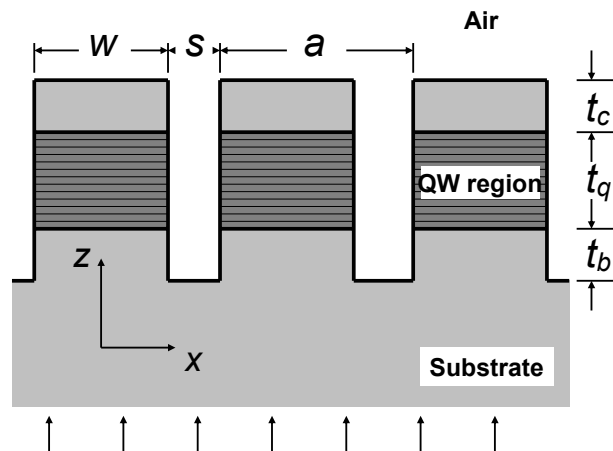 Air
w s a
t_c
QW region
t_q
t_b
z
x
Substrate